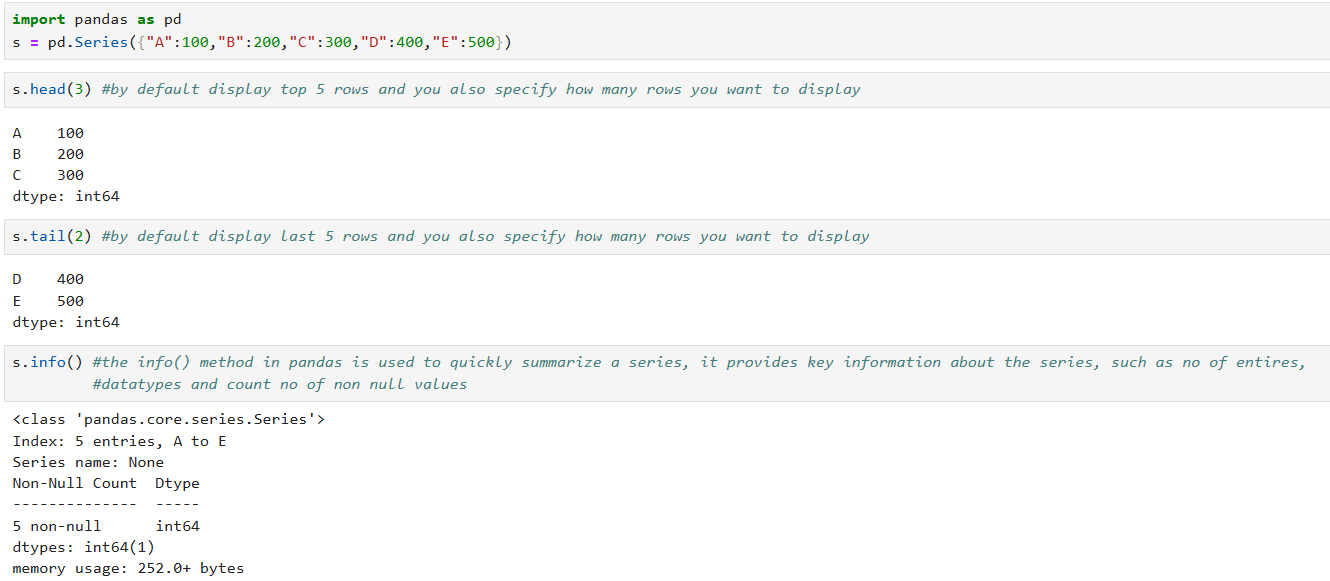 import pandas as pd
s = pd.Series({"A":100,"B":200,"C":300,"D":400,"E":500})
s.head(3) #by default display top 5 rows and you also specify how many rows you want to display
A    100
B    200
C    300
dtype: int64
s.tail(2) #by default display last 5 rows and you also specify how many rows you want to display
D    400
E    500
dtype: int64
s.info() #the info() method in pandas is used to quickly summarize a series, it provides key information about the series, such as no of entires,
         #datatypes and count no of non null values
<class 'pandas.core.series.Series'>
Index: 5 entries, A to E
Series name: None
Non-Null Count  Dtype
--------------  -----
5 non-null      int64
dtypes: int64(1)
memory usage: 252.0+ bytes